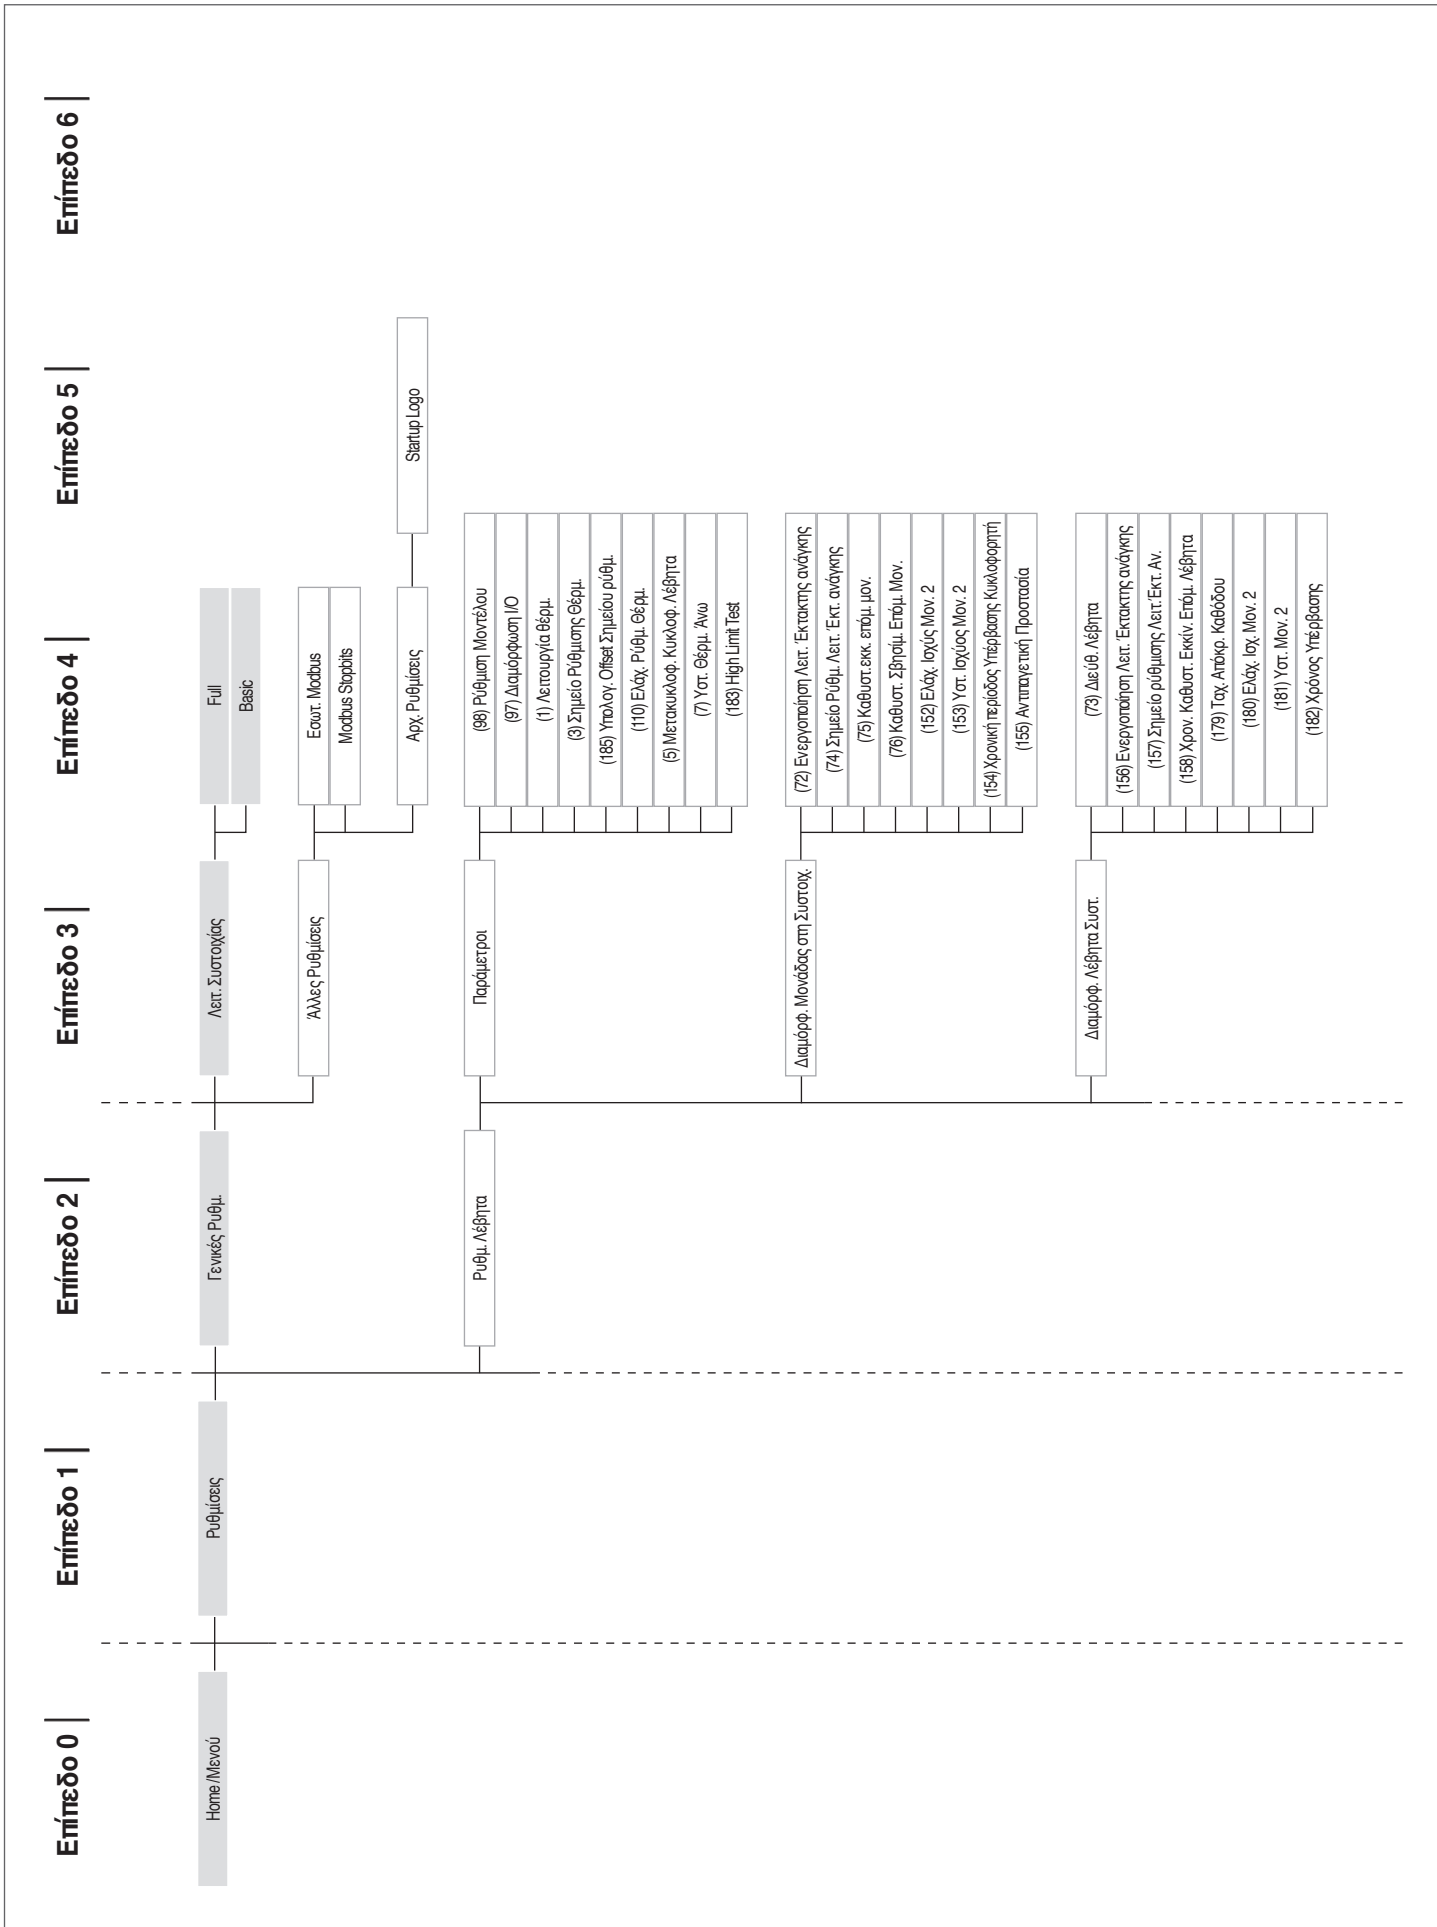 Επίπεδο 0
Επίπεδο 1
Επίπεδο 2
Επίπεδο 3
Επίπεδο 4
Επίπεδο 5
Επίπεδο 6
Home /Μενού
Ρυθμίσεις
Γενικές Ρυθμ.
Λειτ. Συστοιχίας
Full
Basic
Άλλες Ρυθμίσεις
Εσωτ. Modbus
Modbus Stopbits
Αρχ. Ρυθμίσεις
Startup Logo
Ρυθμ. Λέβητα
Παράμετροι
(98) Ρύθμιση Μοντέλου
(97) Διαμόρφωση I/O
(1) Λειτουργία θέρμ.
(3) Σημείο Ρύθμισης Θέρμ.
(185) Υπολογ. Offset Σημείου ρύθμ.
(110) Ελάχ. Ρύθμ. Θέρμ.
(5) Μετακυκλοφ. Κυκλοφ. Λέβητα
(7) Υστ. Θέρμ. Άνω
(183) High Limit Test
Διαμόρφ. Μονάδας στη Συστοιχ.
(72) Ενεργοποίηση Λειτ. Έκτακτης ανάγκης
(74) Σημείο Ρύθμ. Λειτ. Έκτ. ανάγκης
(75) Καθυστ. εκκ. επόμ. μον.
(76) Καθυστ. Σβησίμ. Επόμ. Μον.
(152) Ελάχ. Ισχύς Μον. 2
(153) Υστ. Ισχύος Μον. 2
(154) Χρονική περίοδος Υπέρβασης Κυκλοφορητή
(155) Αντιπαγετική Προστασία
Διαμόρφ. Λέβητα Συστ.
(73) Διεύθ. Λέβητα
(156) Ενεργοποίηση Λειτ. Έκτακτης ανάγκης
(157) Σημείο ρύθμισης Λειτ. Έκτ. Αν.
(158) Χρον. Καθυστ. Εκκίν. Επόμ. Λέβητα
(179) Ταχ. Απόκρ. Καθόδου
(180) Ελάχ. Ισχ. Μον. 2
(181) Υστ. Μον. 2
(182) Χρόνος Υπέρβασης